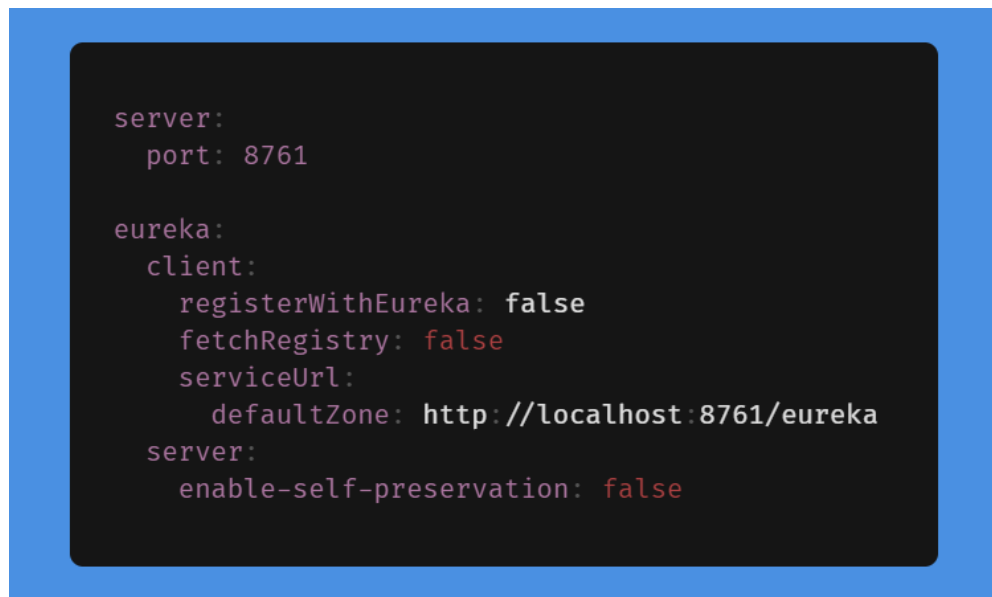 server:
  port: 8761
eureka:
  client:
    registerWithEureka: false
    fetchRegistry: false
    serviceUrl:
      defaultZone: http://localhost:8761/eureka
  server:
    enable-self-preservation: false